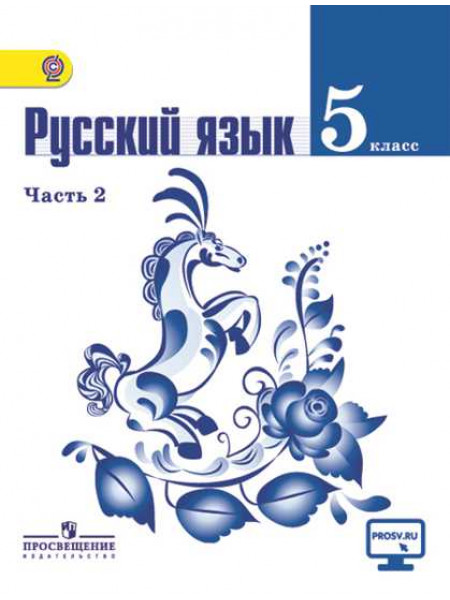 Русский язык
5
класс
Часть 2
ПРОСВЕЩЕНИЕ
ИЗДАТЕЛЬСТВО
PROSV.RU